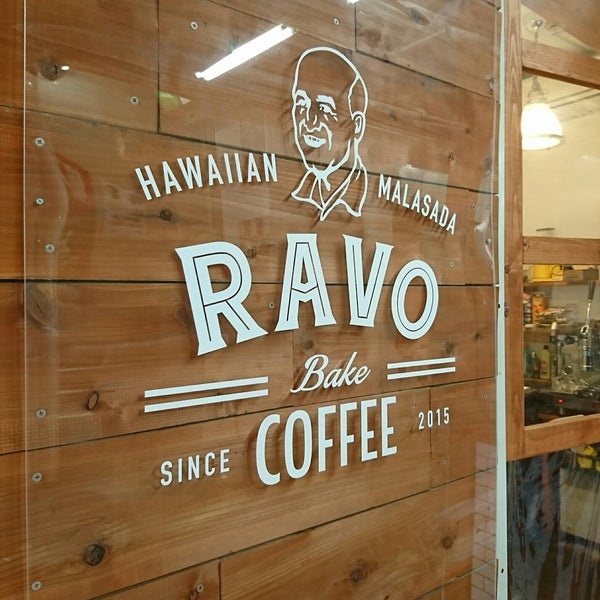 HAWAIIAN MALASADA
RAVO
Bake
COFFEE
SINCE 2015